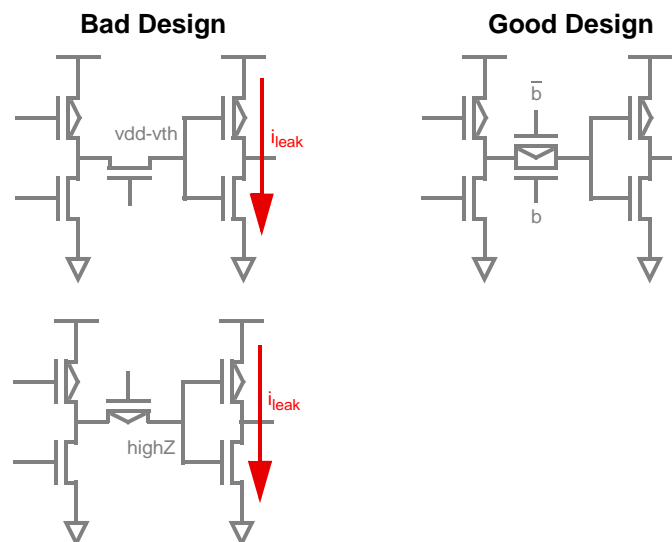 Bad Design
Good Design
vdd-vth
ileak
b̅
b
highZ
ileak